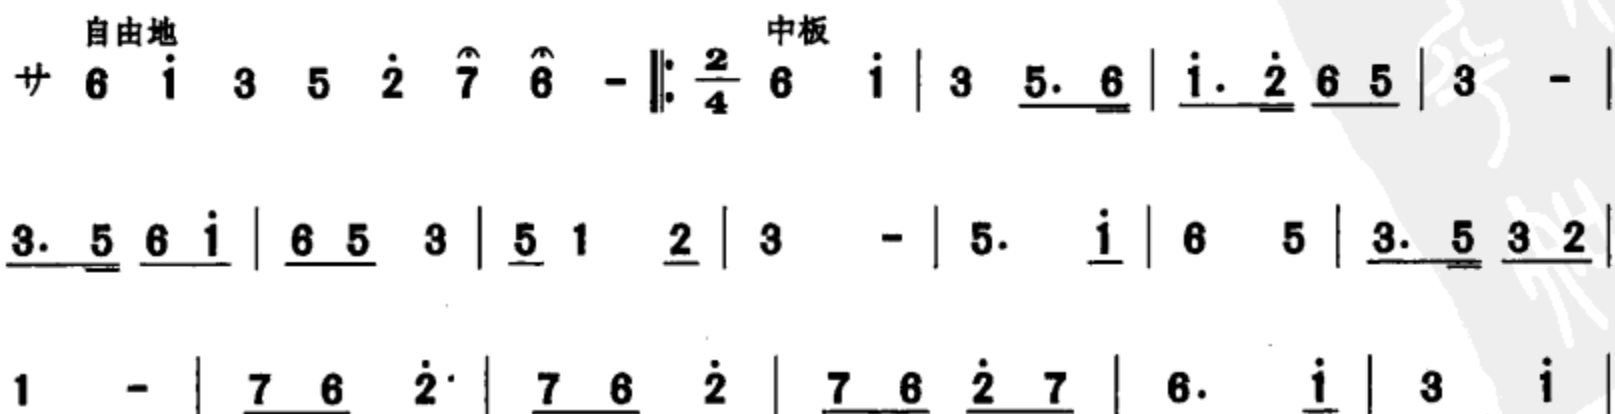 自由地 中板
サ 6 i̇ 3 5 2̇ 7 6 - ‖: 2/4 6 i̇ | 3 5. 6 | i̇. 2̇ 6 5 | 3 - |
3. 5 6 i̇ | 6 5 3 | 5 1 2 | 3 - | 5. i̇ | 6 5 | 3. 5 3 2 |
1 - | 7 6 2̇ | 7 6 2̇ | 7 6 2̇ 7 | 6. i̇ | 3 i̇ |